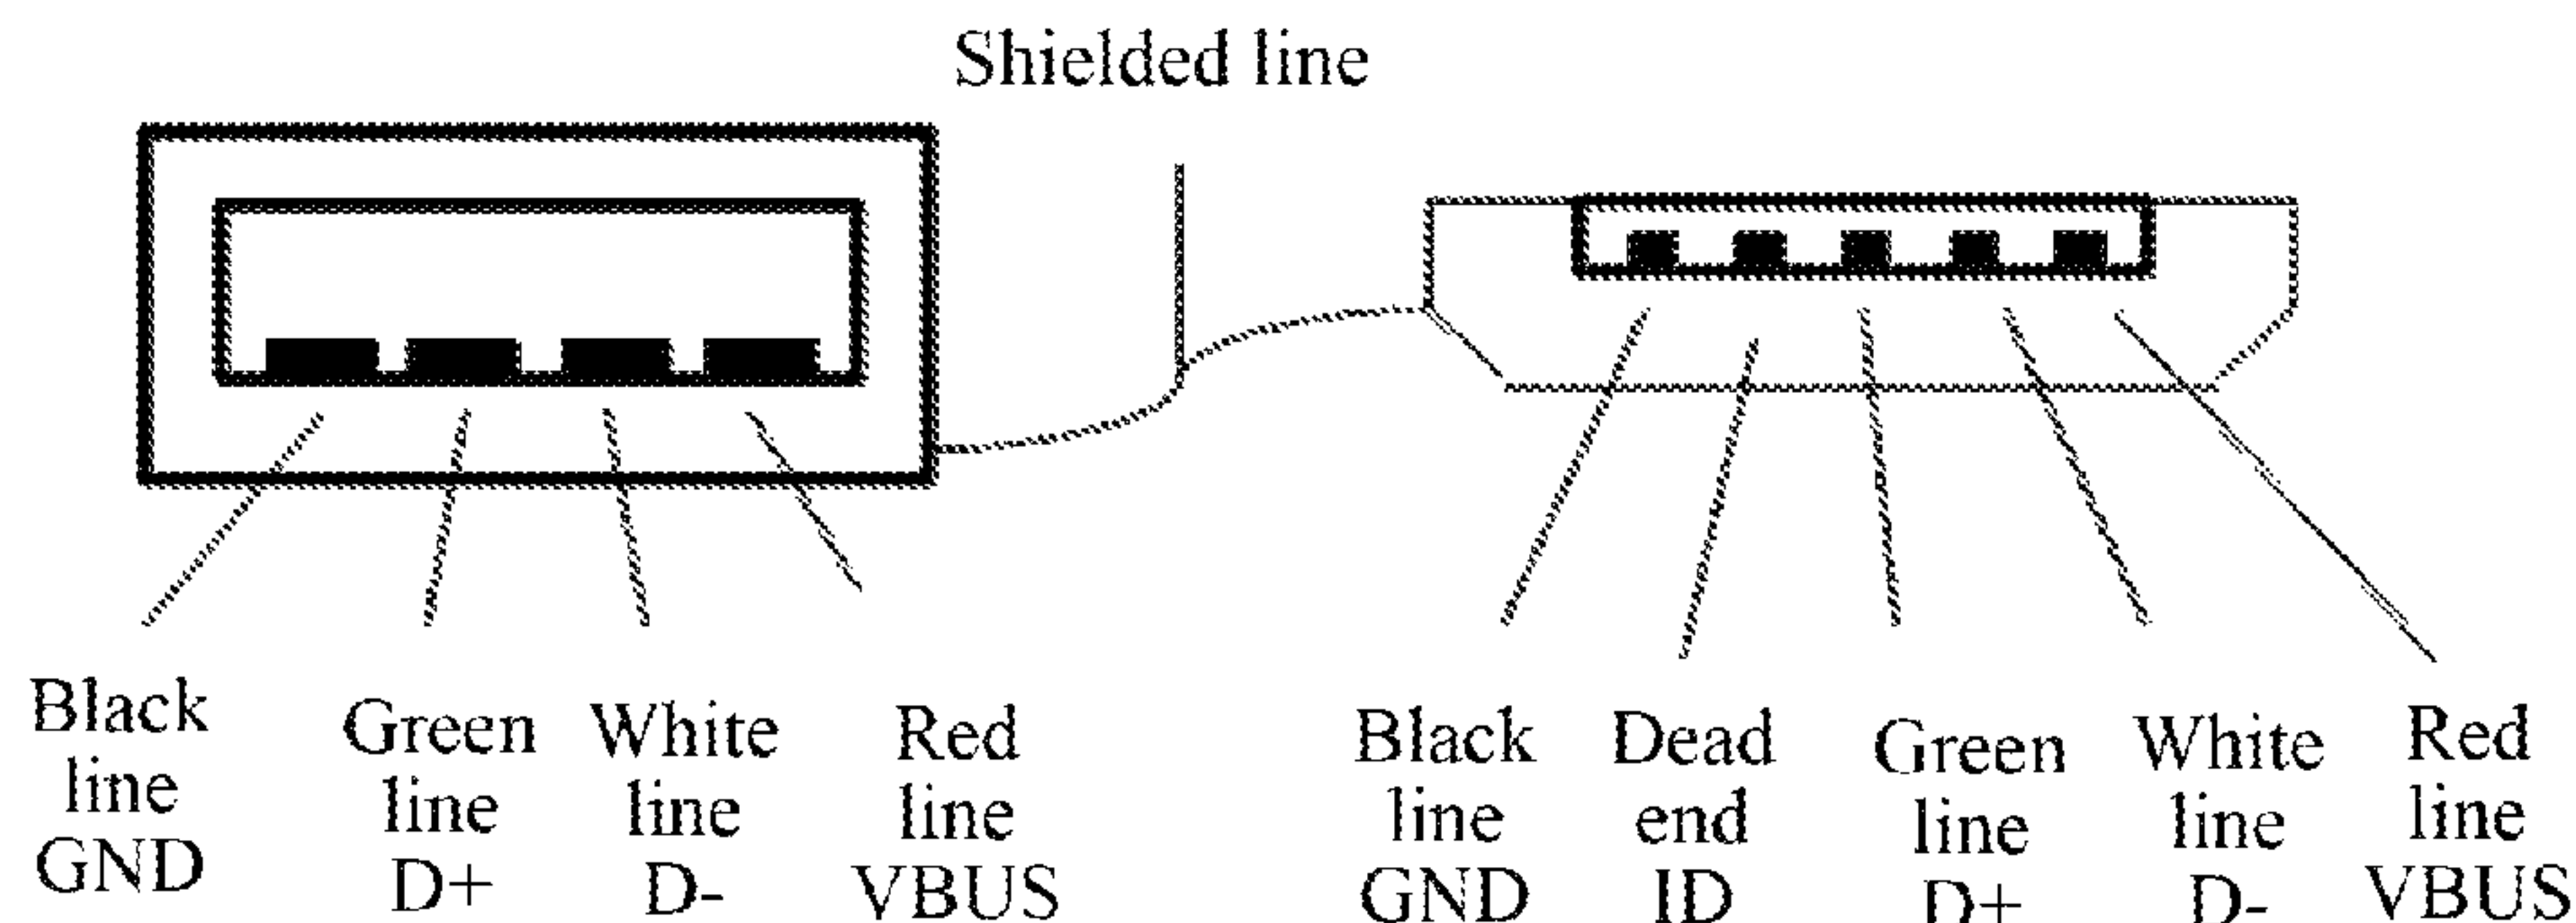 Shielded line
Black
line
GND
Green
line
D+
White
line
D-
Red
line
VBUS
Black
line
GND
Dead
end
ID
Green
line
D+
White
line
D-
Red
line
VBUS